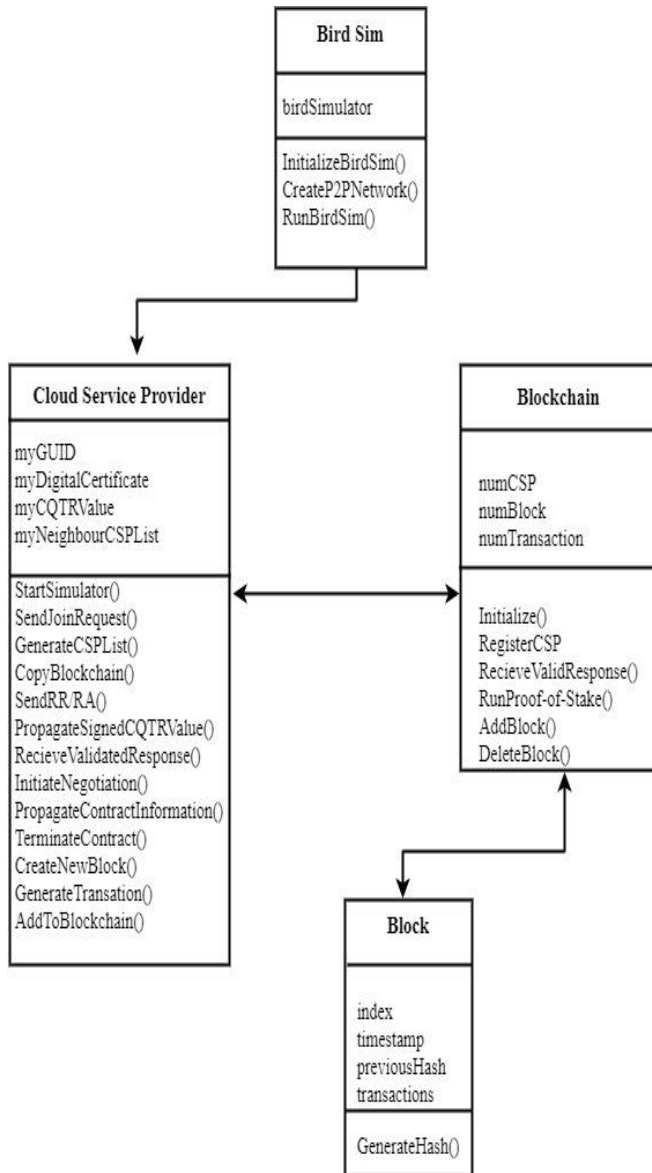 Bird Sim
birdSimulator
InitializeBirdSim()
CreateP2PNetwork()
RunBirdSim()
Cloud Service Provider
myGUID
myDigitalCertificate
myCQTRValue
myNeighbourCSPList
StartSimulator()
SendJoinRequest()
GenerateCSPList()
CopyBlockchain()
SendRR/RA()
PropagateSignedCQTRValue()
RecieveValidatedResponse()
InitiateNegotiation()
PropagateContractInformation()
TerminateContract()
CreateNewBlock()
GenerateTransation()
AddToBlockchain()
Blockchain
numCSP
numBlock
numTransaction
Initialize()
RegisterCSP
RecieveValidResponse()
RunProof-of-Stake()
AddBlock()
DeleteBlock()
Block
index
timestamp
previousHash
transactions
GenerateHash()